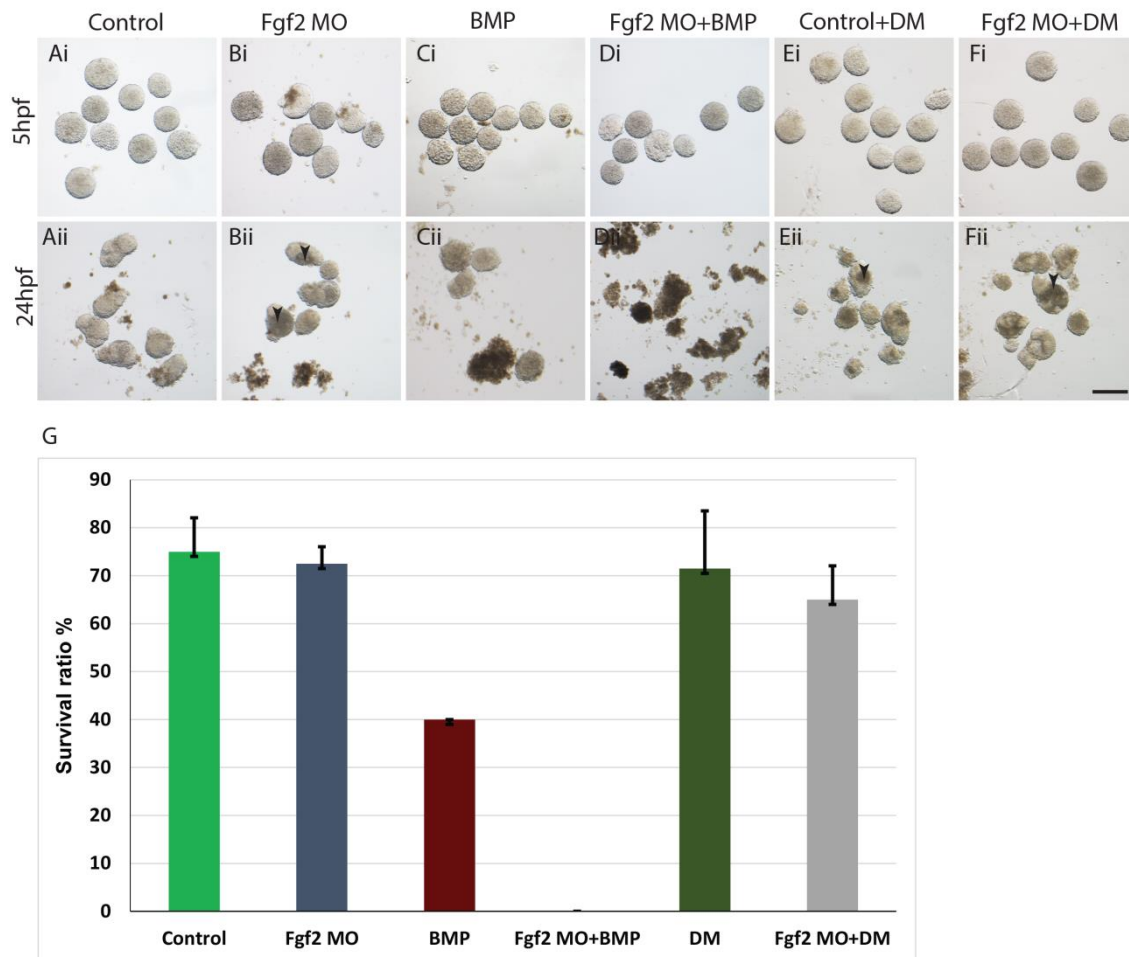 Control Fgf2 MO BMP Fgf2 MO+BMP Control+DM Fgf2 MO+DM
5hpf
Ai Bi Ci Di Ei Fi
24hpf
Aii Bii Cii Dii Eii Fii
G
Survival ratio %
90
80
70
60
50
40
30
20
10
0
Control Fgf2 MO BMP Fgf2 MO+BMP DM Fgf2 MO+DM